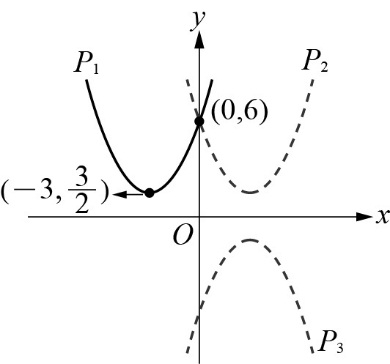 y
P₁
P₂
(0,6)
(−3, 3/2)
O
x
P₃